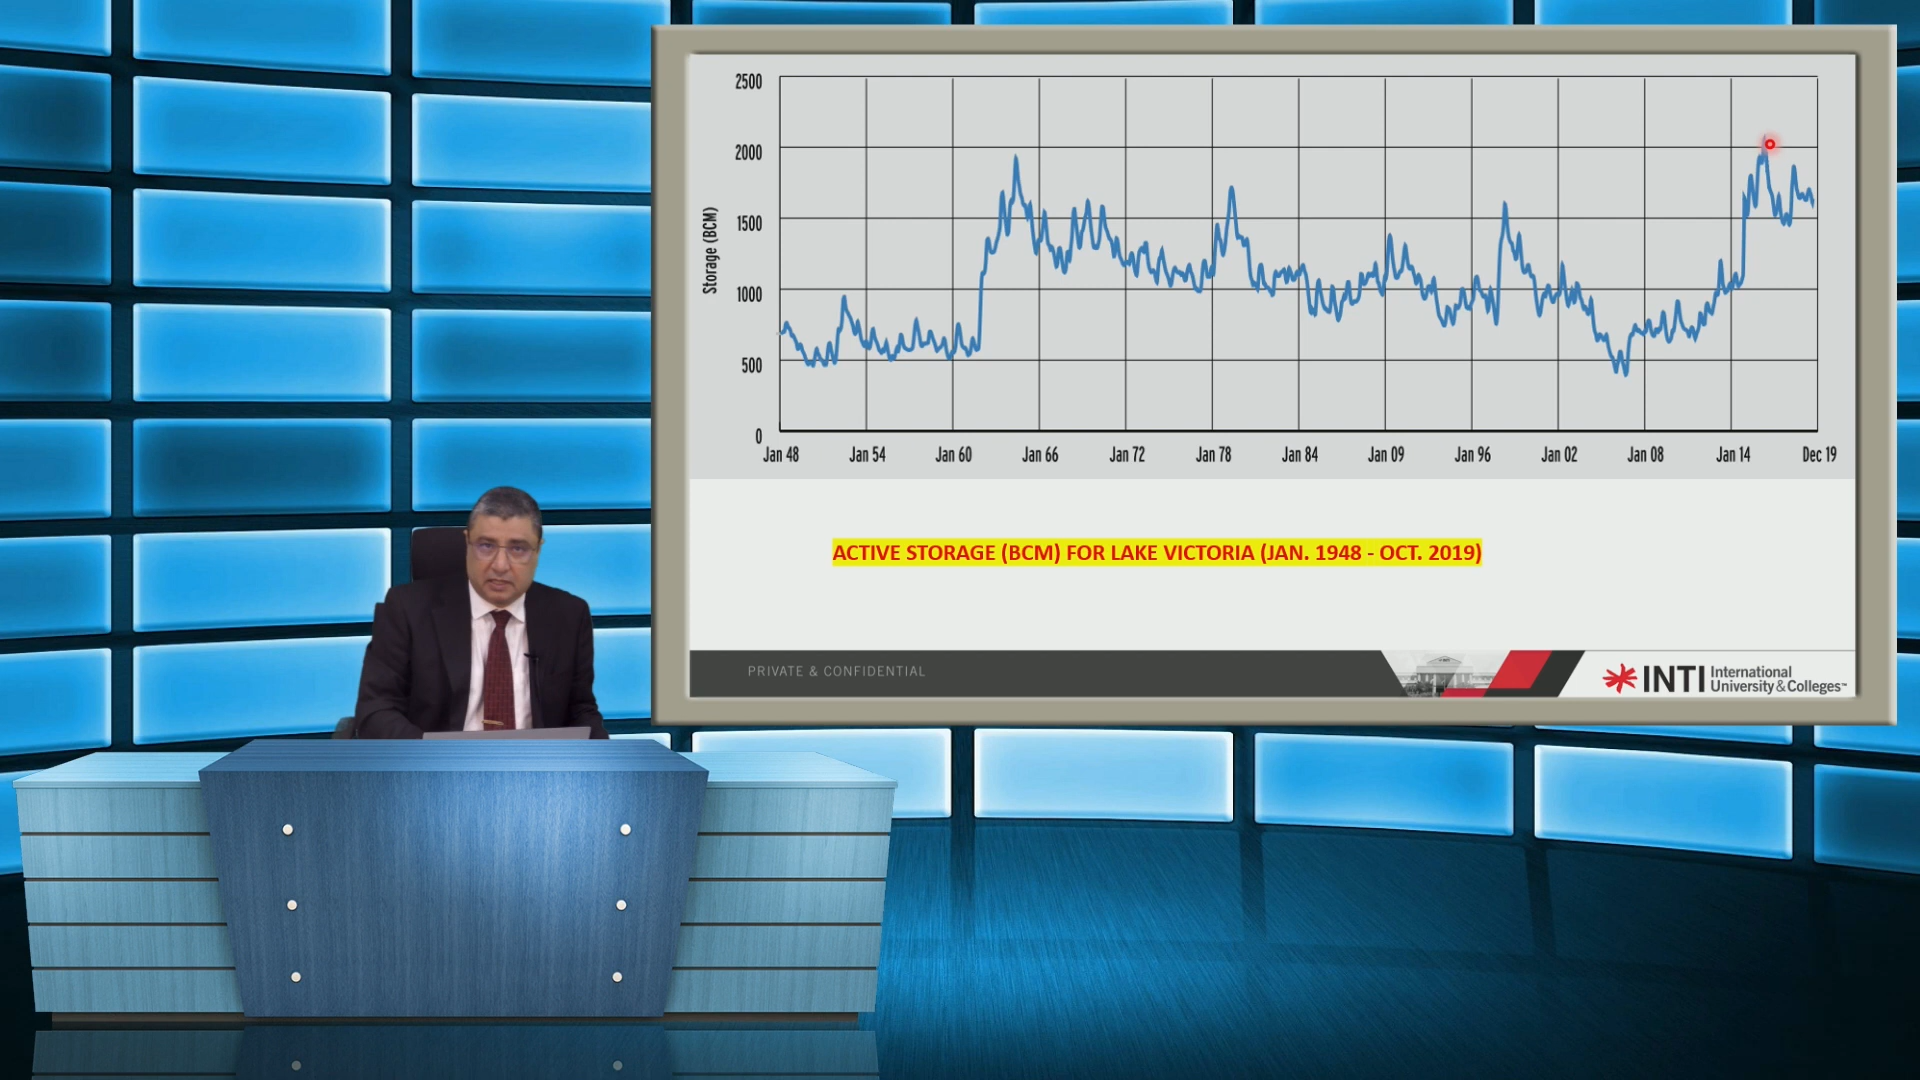 2500
2000
1500
1000
500
0
Storage (BCM)
Jan 48 Jan 54 Jan 60 Jan 66 Jan 72 Jan 78 Jan 84 Jan 09 Jan 96 Jan 02 Jan 08 Jan 14 Dec 19
ACTIVE STORAGE (BCM) FOR LAKE VICTORIA (JAN. 1948 - OCT. 2019)
PRIVATE & CONFIDENTIAL
INTI International
University & Colleges™